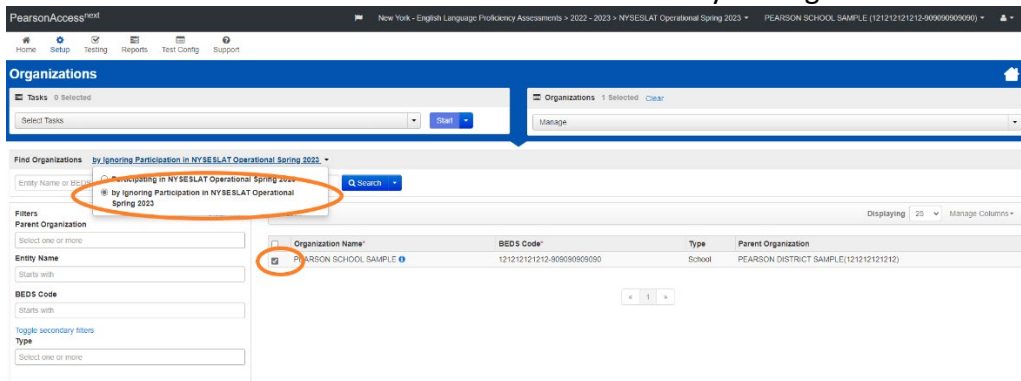 PearsonAccessnext
New York - English Language Proficiency Assessments > 2022 - 2023 > NYSESLAT Operational Spring 2023
PEARSON SCHOOL SAMPLE (121212121212-909090909090)
Home Setup Testing Reports Test Config Support
Organizations
Tasks 0 Selected
Organizations 1 Selected Clear
Select Tasks
Start
Manage
Find Organizations by Ignoring Participation in NYSESLAT Operational Spring 2023
Entity Name or BEDS
Participating in NYSESLAT Operational Spring 2023
by Ignoring Participation in NYSESLAT Operational
Spring 2023
Search
Filters
Displaying 25 Manage Columns
Parent Organization
Select one or more
Organization Name* BEDS Code* Type Parent Organization
PEARSON SCHOOL SAMPLE 121212121212-909090909090 School PEARSON DISTRICT SAMPLE(121212121212)
Entity Name
Starts with
« 1 »
BEDS Code
Starts with
Toggle secondary filters
Type
Select one or more